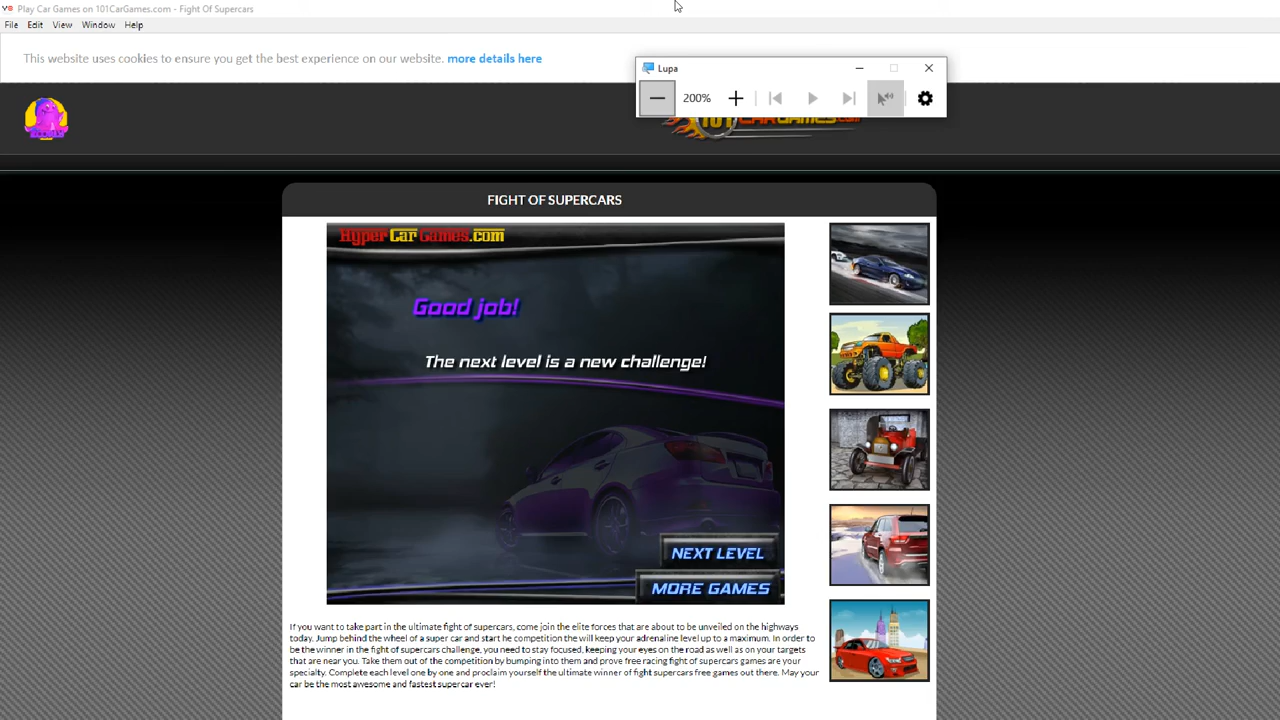 Play Car Games on 101CarGames.com - Fight Of Supercars
File Edit View Window Help
This website uses cookies to ensure you get the best experience on our website. more details here
Lupa
200%
101 CARGAMES.com
FIGHT OF SUPERCARS
Hyper Car Games.com
Good job!
The next level is a new challenge!
NEXT LEVEL
MORE GAMES
If you want to take part in the ultimate fight of supercars, come join the elite forces that are about to be unveiled on the highways
today. Jump behind the wheel of a super car and start he competition the will keep your adrenaline level up to a maximum. In order to
be the winner in the fight of supercars challenge, you need to stay focused, keeping your eyes on the road as well as on your targets
that are near you. Take them out of the competition by bumping into them and prove free racing fight of supercars games are your
specialty. Complete each level one by one and proclaim yourself the ultimate winner of fight supercars free games out there. May your
car be the most awesome and fastest supercar ever!